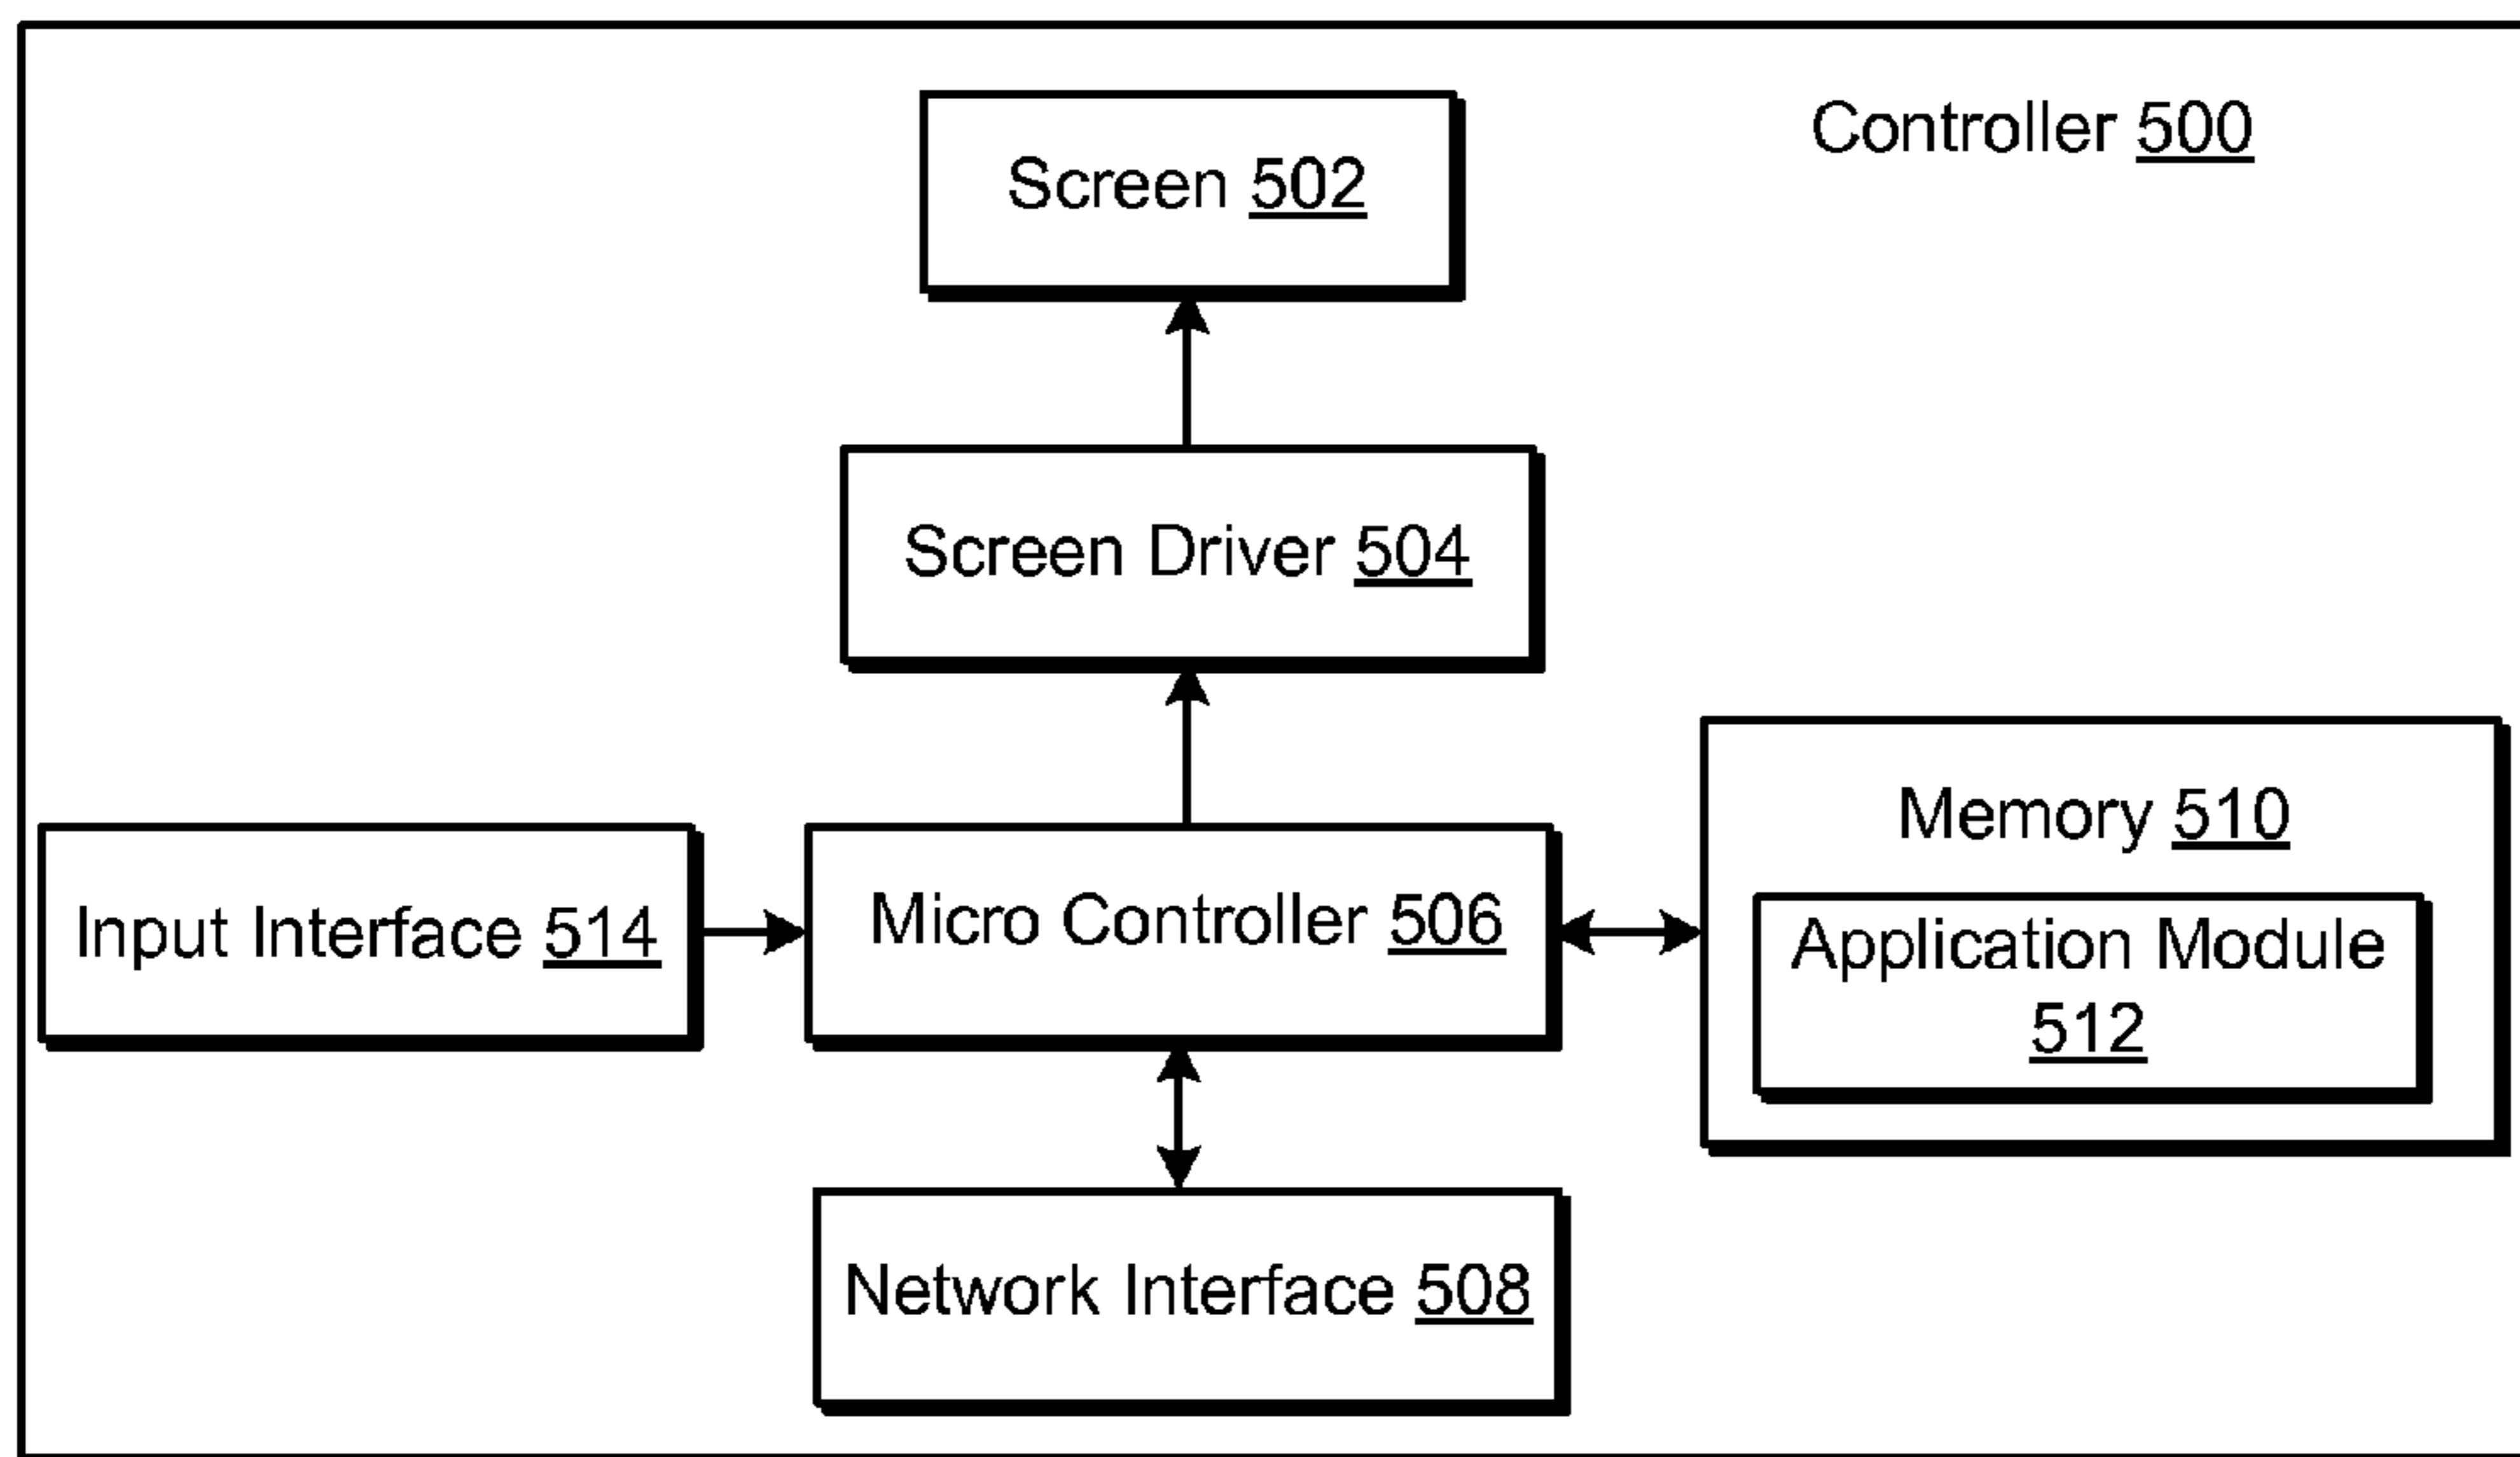 Controller 500
Screen 502
Screen Driver 504
Memory 510
Input Interface 514
Micro Controller 506
Application Module
512
Network Interface 508